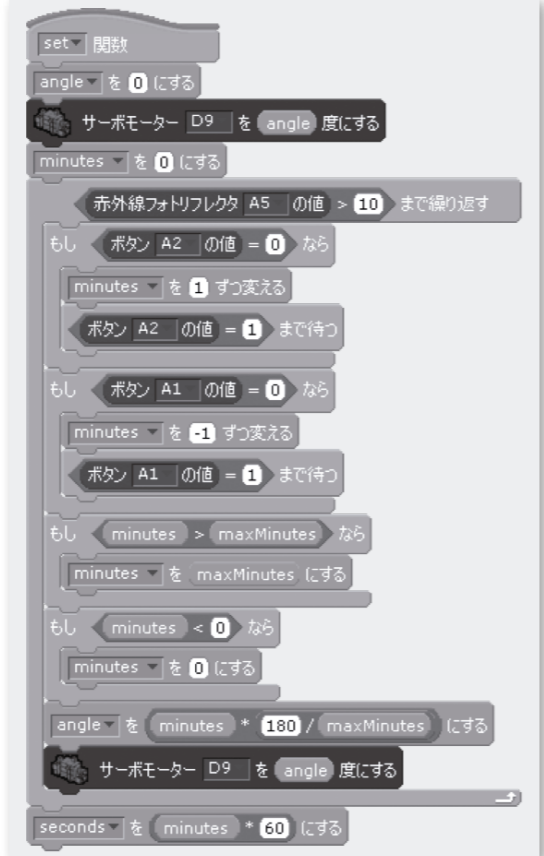 set 関数
angle を 0 にする
サーボモーター D9 を angle 度にする
minutes を 0 にする
赤外線フォトリフレクタ A5 の値 > 10 まで繰り返す
もし ボタン A2 の値 = 0 なら
minutes を 1 ずつ変える
ボタン A2 の値 = 1 まで待つ
もし ボタン A1 の値 = 0 なら
minutes を -1 ずつ変える
ボタン A1 の値 = 1 まで待つ
もし minutes > maxMinutes なら
minutes を maxMinutes にする
もし minutes < 0 なら
minutes を 0 にする
angle を minutes * 180 / maxMinutes にする
サーボモーター D9 を angle 度にする
seconds を minutes * 60 にする